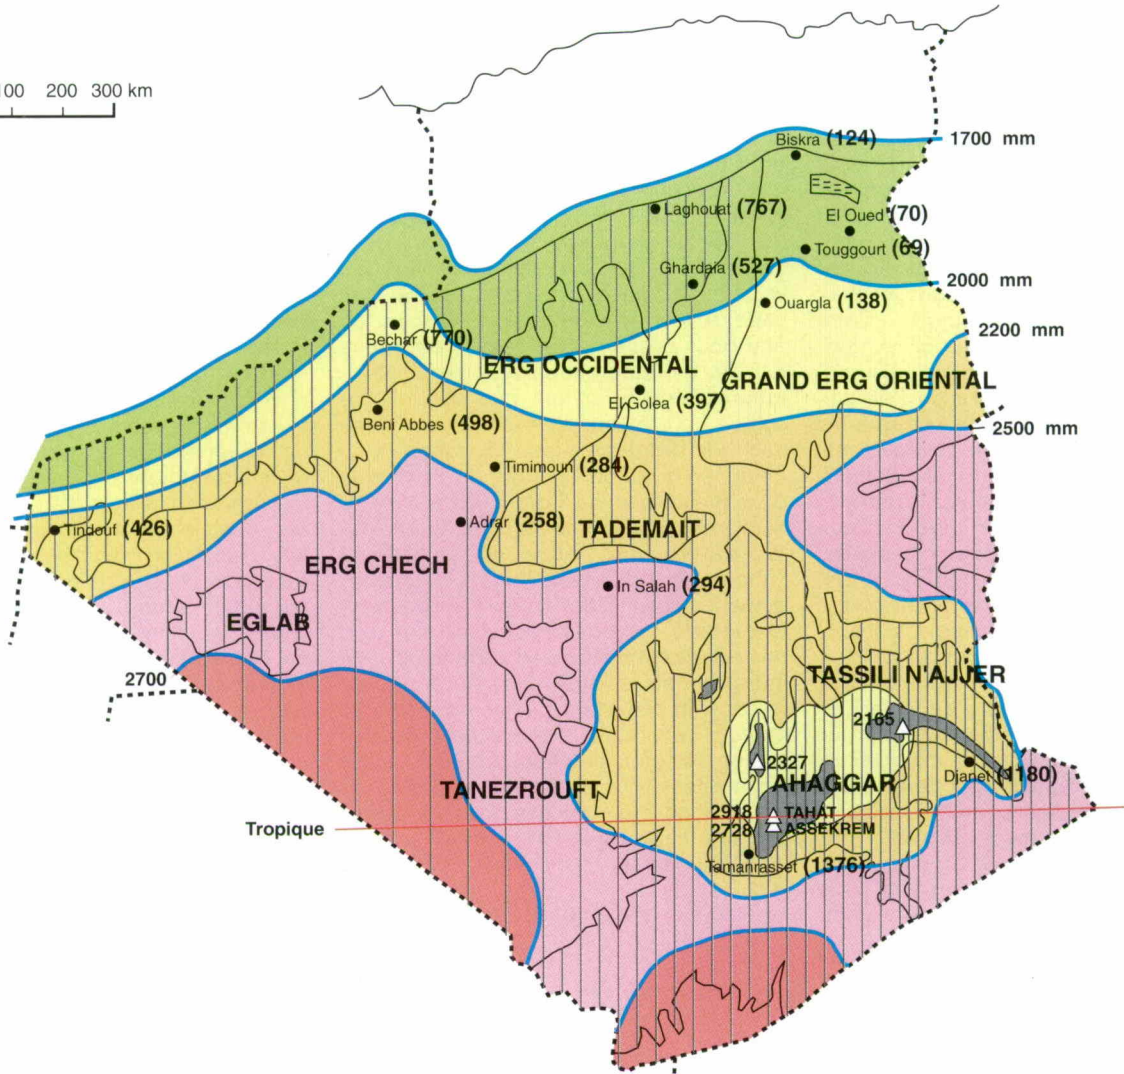 100 200 300 km
Biskra (124)
1700 mm
Laghouat (767)
El Oued (70)
Touggourt (69)
Ghardaia (527)
2000 mm
Ouargla (138)
2200 mm
Bechar (770)
ERG OCCIDENTAL
GRAND ERG ORIENTAL
El Golea (397)
Beni Abbes (498)
2500 mm
Timimoun (284)
Tindouf (426)
Adrar (258)
TADEMAIT
ERG CHECH
In Salah (294)
EGLAB
2700
TASSILI N'AJJER
2165
2327
Djanet (1180)
AHAGGAR
TANEZROUFT
2918 TAHAT
Tropique
2728 ASSEKREM
Tamanrasset (1376)